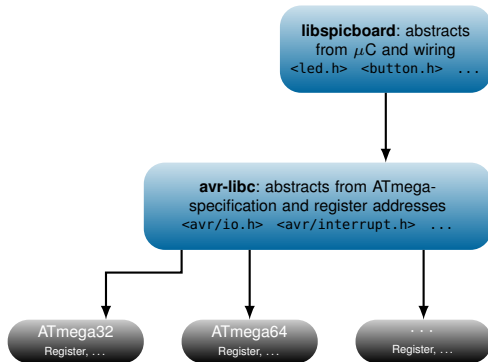 libspicboard: abstracts
from μC and wiring
<led.h> <button.h> ...
avr-libc: abstracts from ATmega-
specification and register addresses
<avr/io.h> <avr/interrupt.h> ...
ATmega32
Register, ...
ATmega64
Register, ...
...
Register, ...